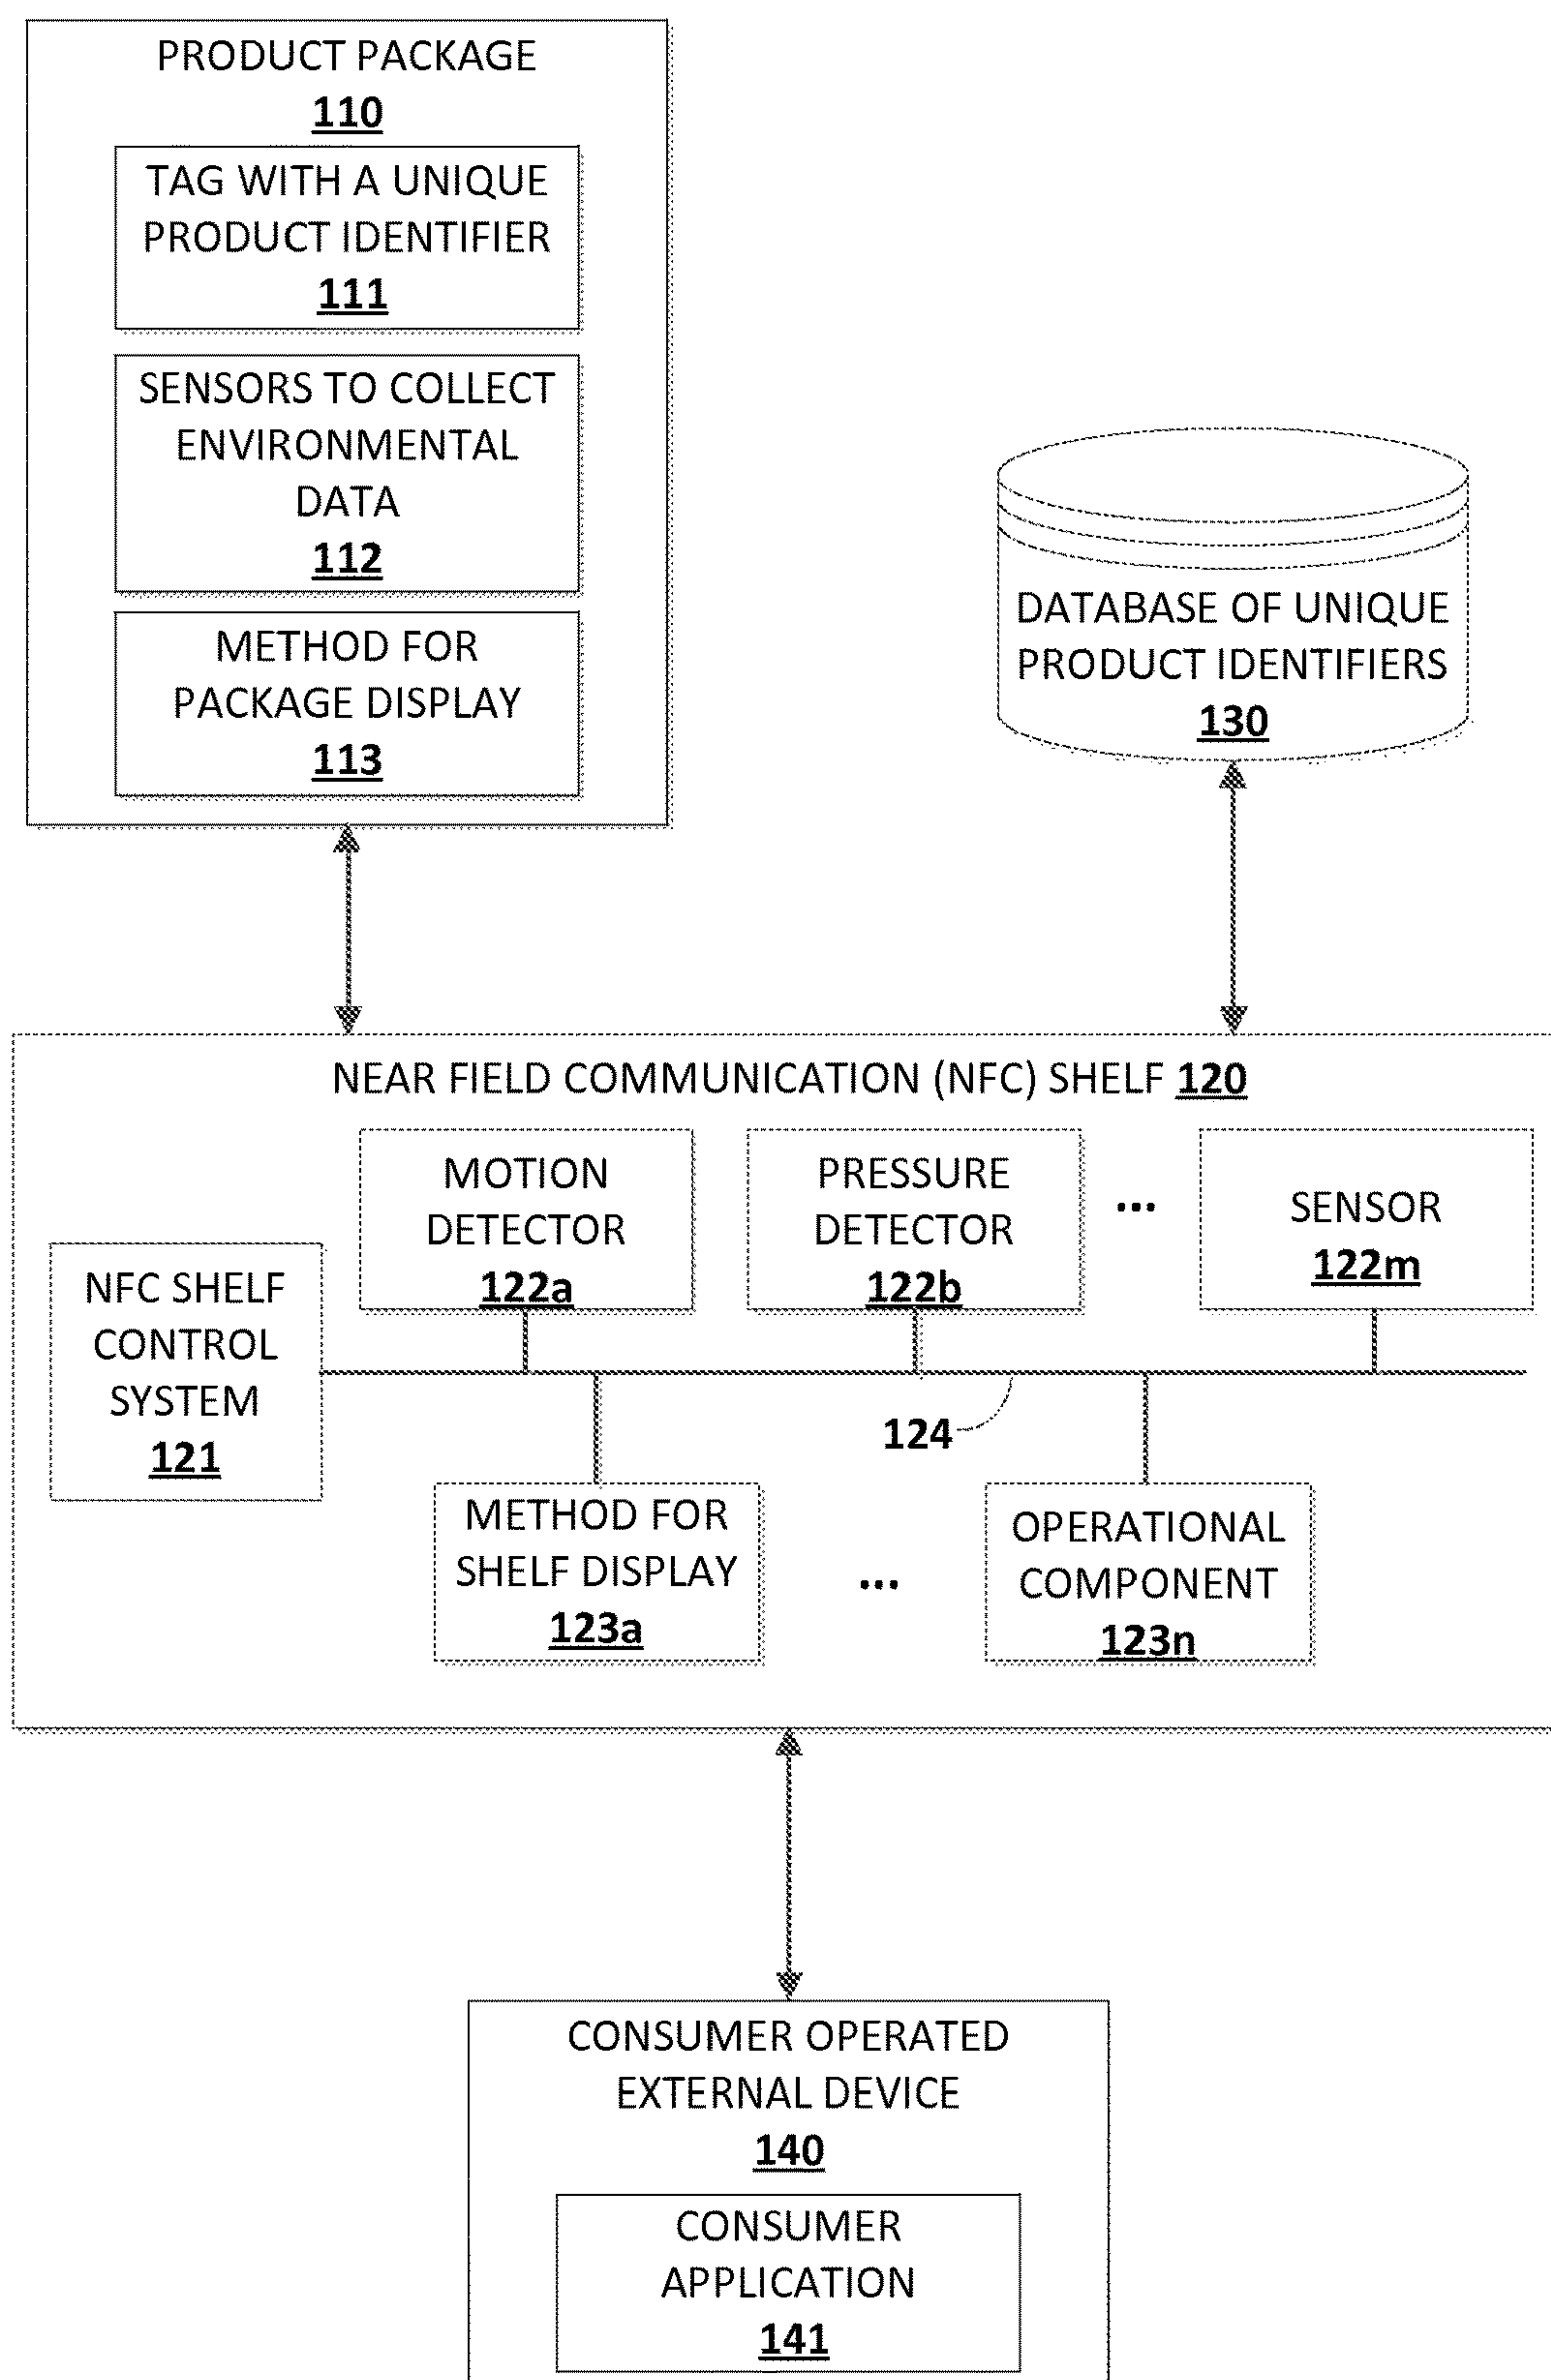 PRODUCT PACKAGE
110
TAG WITH A UNIQUE
PRODUCT IDENTIFIER
111
SENSORS TO COLLECT
ENVIRONMENTAL
DATA
112
METHOD FOR
PACKAGE DISPLAY
113
DATABASE OF UNIQUE
PRODUCT IDENTIFIERS
130
NEAR FIELD COMMUNICATION (NFC) SHELF 120
MOTION
DETECTOR
122a
PRESSURE
DETECTOR
122b
...
SENSOR
122m
NFC SHELF
CONTROL
SYSTEM
121
124
METHOD FOR
SHELF DISPLAY
123a
...
OPERATIONAL
COMPONENT
123n
CONSUMER OPERATED
EXTERNAL DEVICE
140
CONSUMER
APPLICATION
141